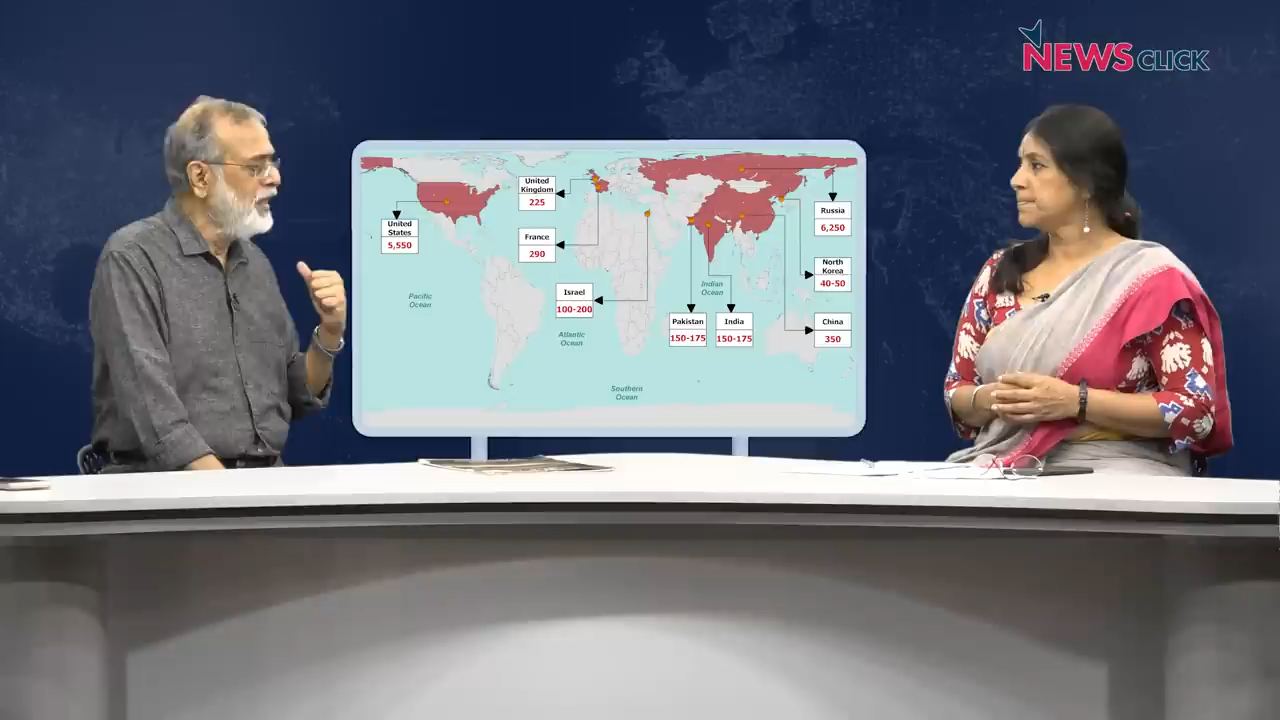 NEWSCLICK
United
Kingdom
225
United
States
5,550
France
290
Israel
100-200
Pakistan
150-175
India
150-175
Russia
6,250
North
Korea
40-50
China
350
Pacific
Ocean
Atlantic
Ocean
Indian
Ocean
Southern
Ocean